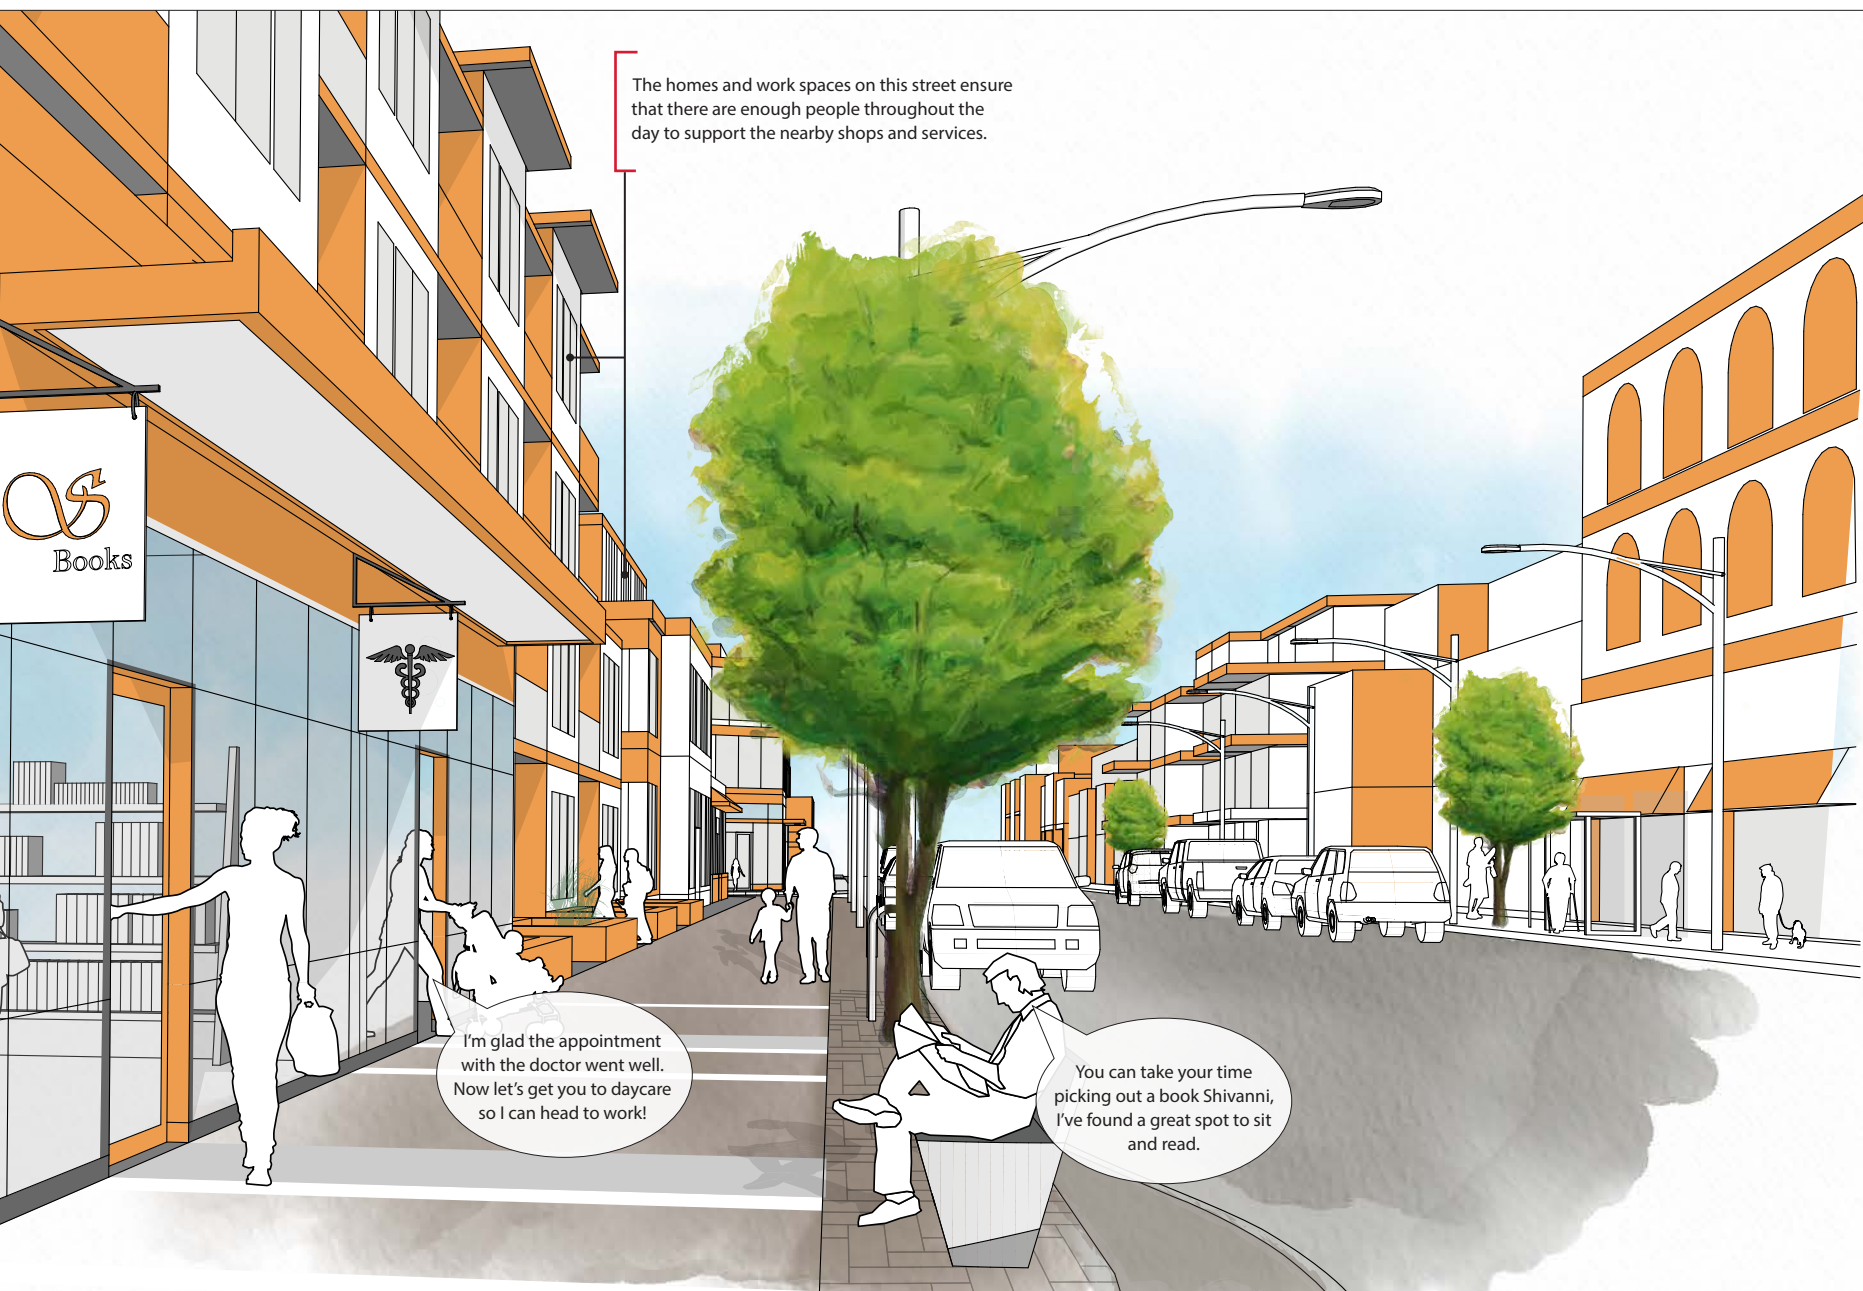 The homes and work spaces on this street ensure
that there are enough people throughout the
day to support the nearby shops and services.
S
Books
I'm glad the appointment
with the doctor went well.
Now let's get you to daycare
so I can head to work!
You can take your time
picking out a book Shivanni,
I've found a great spot to sit
and read.